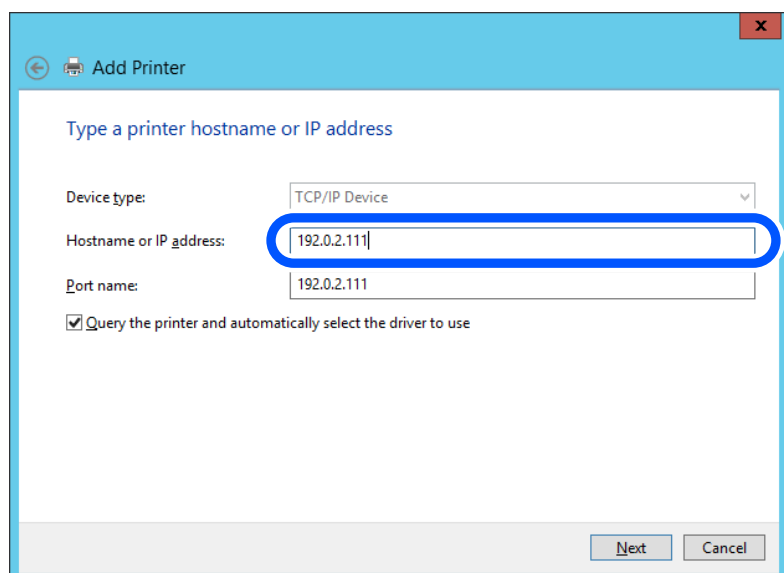 x
Add Printer
Type a printer hostname or IP address
Device type: TCP/IP Device
Hostname or IP address: 192.0.2.111
Port name: 192.0.2.111
Query the printer and automatically select the driver to use
Next Cancel